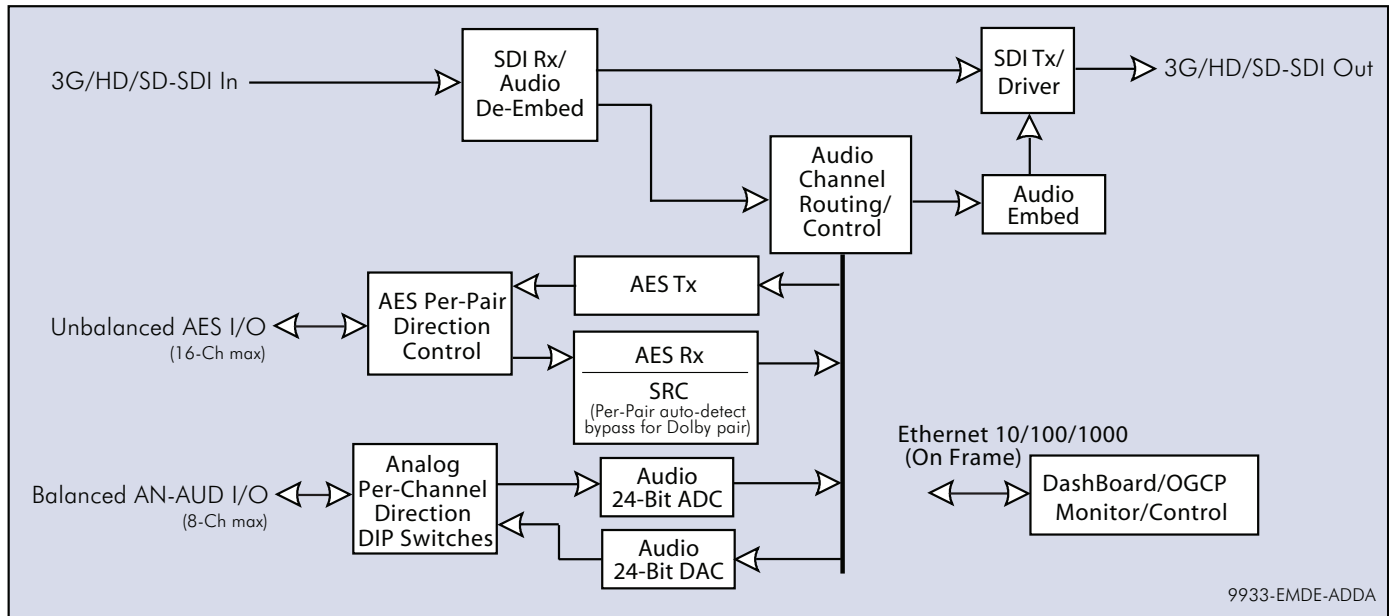 3G/HD/SD-SDI In
SDI Rx/
Audio
De-Embed
SDI Tx/
Driver
3G/HD/SD-SDI Out
Audio
Channel
Routing/
Control
Audio
Embed
Unbalanced AES I/O
(16-Ch max)
AES Per-Pair
Direction
Control
AES Tx
AES Rx
SRC
(Per-Pair auto-detect
bypass for Dolby pair)
Balanced AN-AUD I/O
(8-Ch max)
Analog
Per-Channel
Direction
DIP Switches
Audio
24-Bit ADC
Audio
24-Bit DAC
Ethernet 10/100/1000
(On Frame)
DashBoard/OGCP
Monitor/Control
9933-EMDE-ADDA